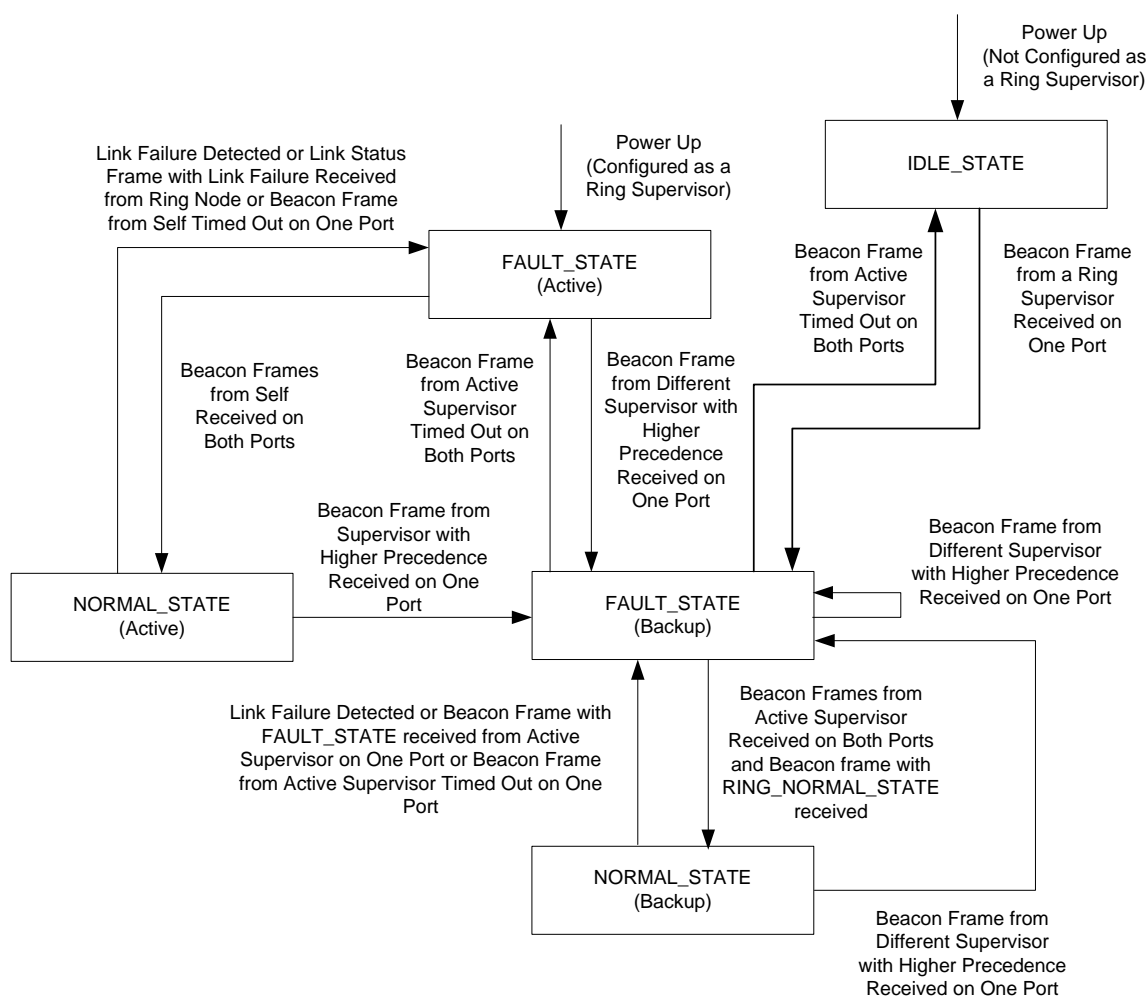 Power Up
(Not Configured as
a Ring Supervisor)
IDLE_STATE
Power Up
(Configured as a
Ring Supervisor)
Link Failure Detected or Link Status
Frame with Link Failure Received
from Ring Node or Beacon Frame
from Self Timed Out on One Port
FAULT_STATE
(Active)
Beacon Frame
from Active
Supervisor
Timed Out on
Both Ports
Beacon Frame
from a Ring
Supervisor
Received on
One Port
Beacon Frames
from Self
Received on
Both Ports
Beacon Frame
from Active
Supervisor
Timed Out on
Both Ports
Beacon Frame
from Different
Supervisor with
Higher
Precedence
Received on
One Port
Beacon Frame from
Supervisor with
Higher Precedence
Received on One
Port
Beacon Frame from
Different Supervisor
with Higher Precedence
Received on One Port
NORMAL_STATE
(Active)
FAULT_STATE
(Backup)
Link Failure Detected or Beacon Frame with
FAULT_STATE received from Active
Supervisor on One Port or Beacon Frame
from Active Supervisor Timed Out on One
Port
Beacon Frames from
Active Supervisor
Received on Both Ports
and Beacon frame with
RING_NORMAL_STATE
received
NORMAL_STATE
(Backup)
Beacon Frame from
Different Supervisor
with Higher Precedence
Received on One Port